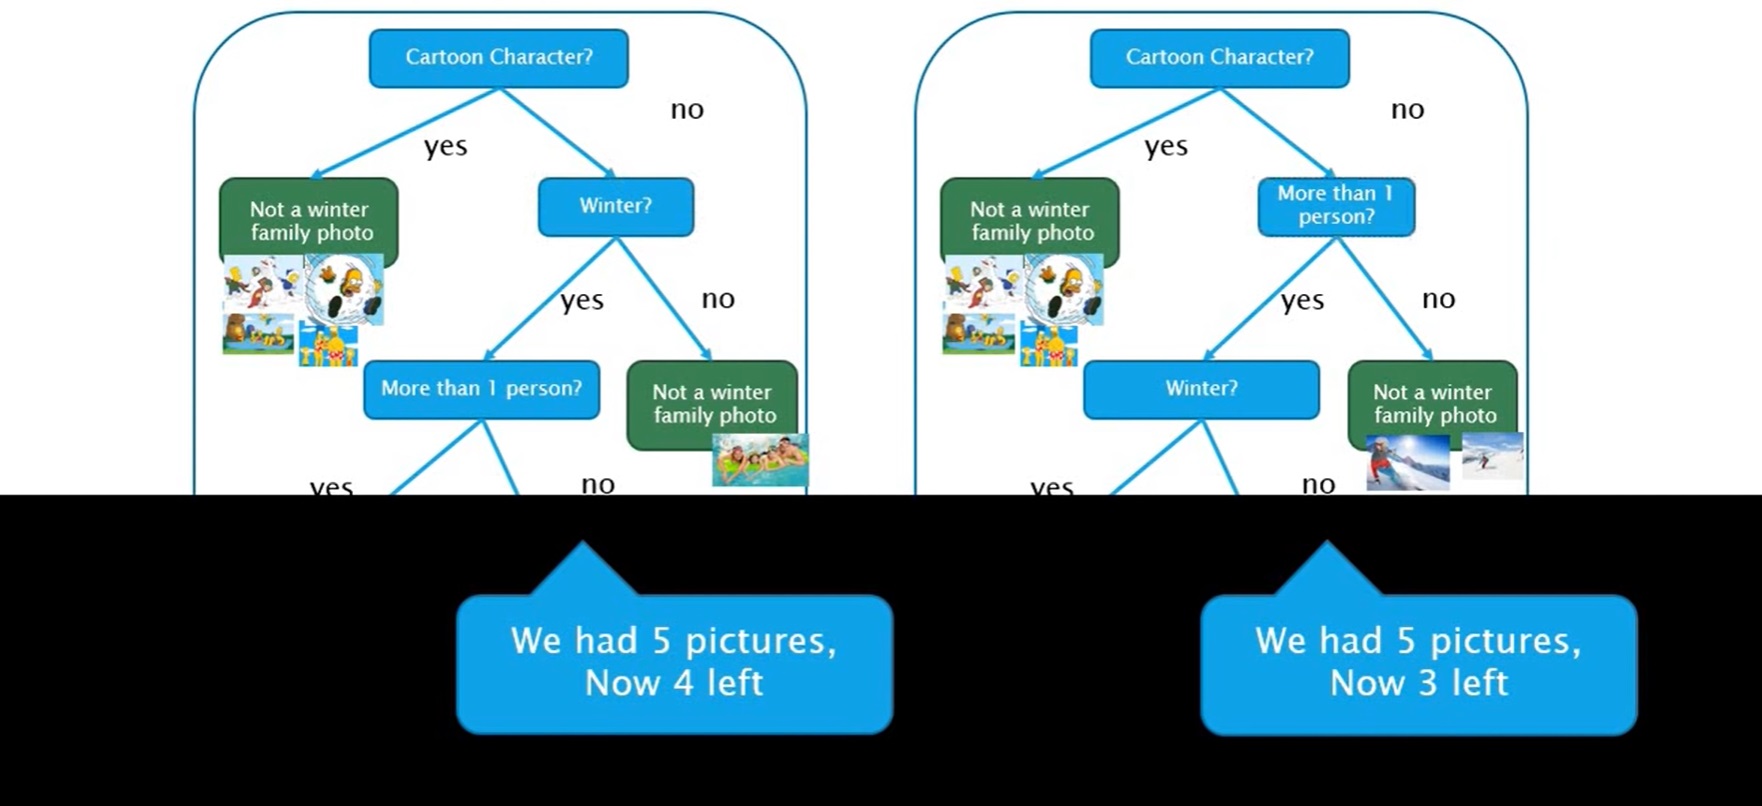 Cartoon Character?
no
yes
Not a winter
family photo
Winter?
yes
no
More than 1 person?
Not a winter
family photo
yes
no
We had 5 pictures,
Now 4 left
Cartoon Character?
no
yes
Not a winter
family photo
More than 1
person?
yes
no
Winter?
Not a winter
family photo
yes
no
We had 5 pictures,
Now 3 left